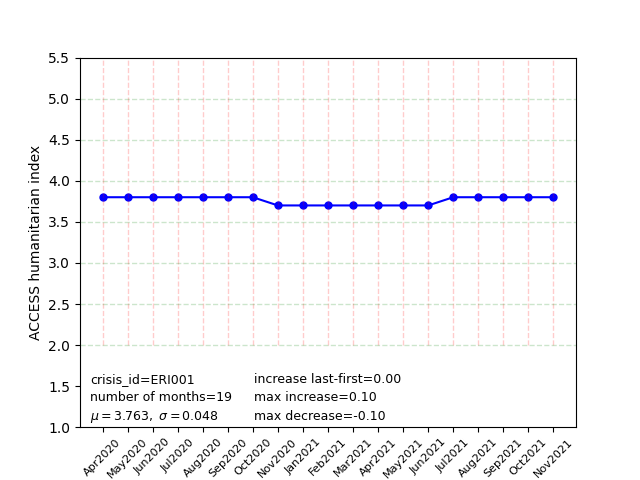 5.5
5.0
4.5
4.0
3.5
3.0
2.5
2.0
1.5
1.0
ACCESS humanitarian index
crisis_id=ERI001
increase last-first=0.00
number of months=19
max increase=0.10
μ=3.763, σ=0.048
max decrease=-0.10
Apr2020
May2020
Jun2020
Jul2020
Aug2020
Sep2020
Oct2020
Nov2020
Jan2021
Feb2021
Mar2021
Apr2021
May2021
Jun2021
Jul2021
Aug2021
Sep2021
Oct2021
Nov2021